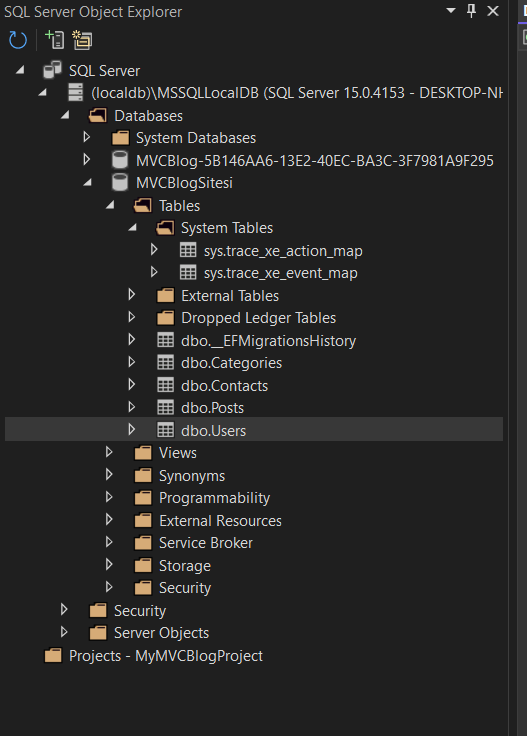 SQL Server Object Explorer
SQL Server
(localdb)\MSSQLLocalDB (SQL Server 15.0.4153 - DESKTOP-NH
Databases
System Databases
MVCBlog-5B146AA6-13E2-40EC-BA3C-3F7981A9F295
MVCBlogSitesi
Tables
System Tables
sys.trace_xe_action_map
sys.trace_xe_event_map
External Tables
Dropped Ledger Tables
dbo.__EFMigrationsHistory
dbo.Categories
dbo.Contacts
dbo.Posts
dbo.Users
Views
Synonyms
Programmability
External Resources
Service Broker
Storage
Security
Security
Server Objects
Projects - MyMVCBlogProject